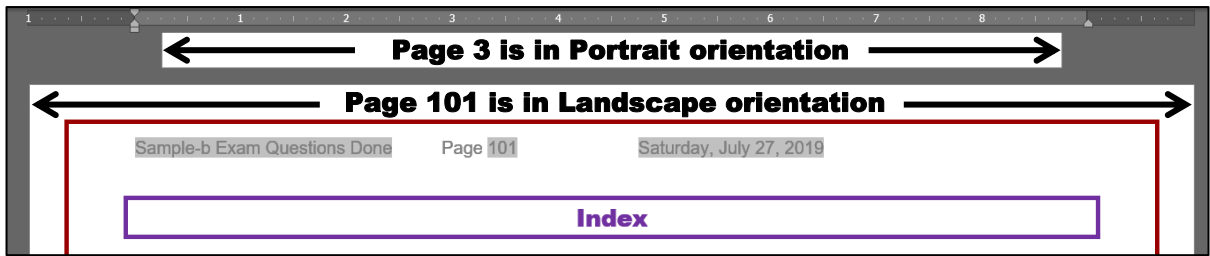 1 1 2 3 4 5 6 7 8
Page 3 is in Portrait orientation
Page 101 is in Landscape orientation
Sample-b Exam Questions Done Page 101 Saturday, July 27, 2019
Index